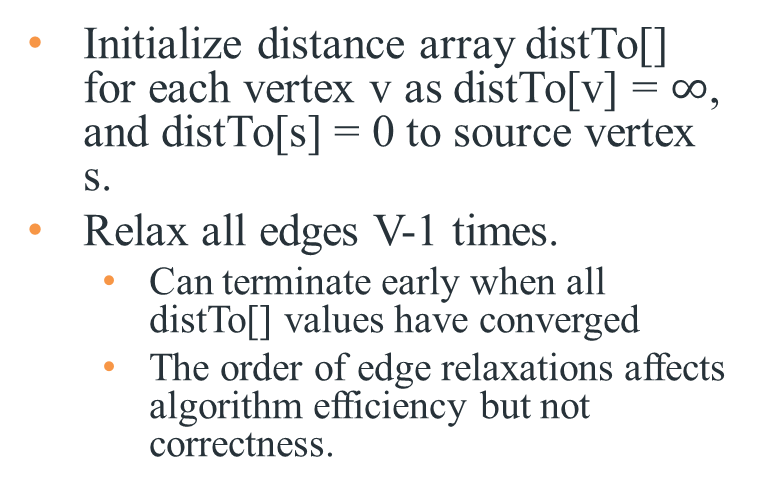 • Initialize distance array distTo[]
for each vertex v as distTo[v] = ∞,
and distTo[s] = 0 to source vertex
s.
• Relax all edges V-1 times.
• Can terminate early when all
distTo[] values have converged
• The order of edge relaxations affects
algorithm efficiency but not
correctness.